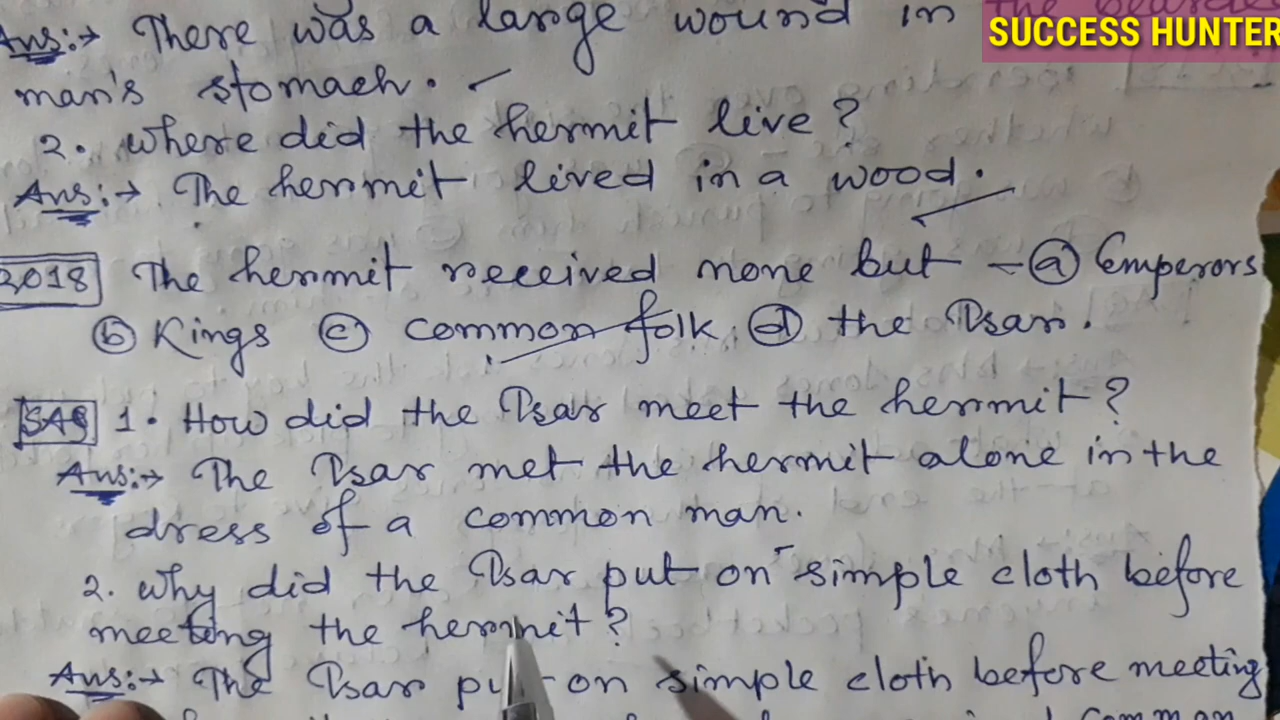 Ans:→ There was a large wound in the bearded
SUCCESS HUNTER
man's stomach.
2. where did the hermit live?
Ans:→ The hermit lived in a wood.
2018 The hermit received none but – (a) Emperors
(b) Kings (c) common folk (d) the Tsar.
SAQ 1. How did the Tsar meet the hermit?
Ans:→ The Tsar met the hermit alone in the
dress of a common man.
2. why did the Tsar put on simple cloth before
meeting the hermit?
Ans:→ The Tsar put on simple cloth before meeting
common